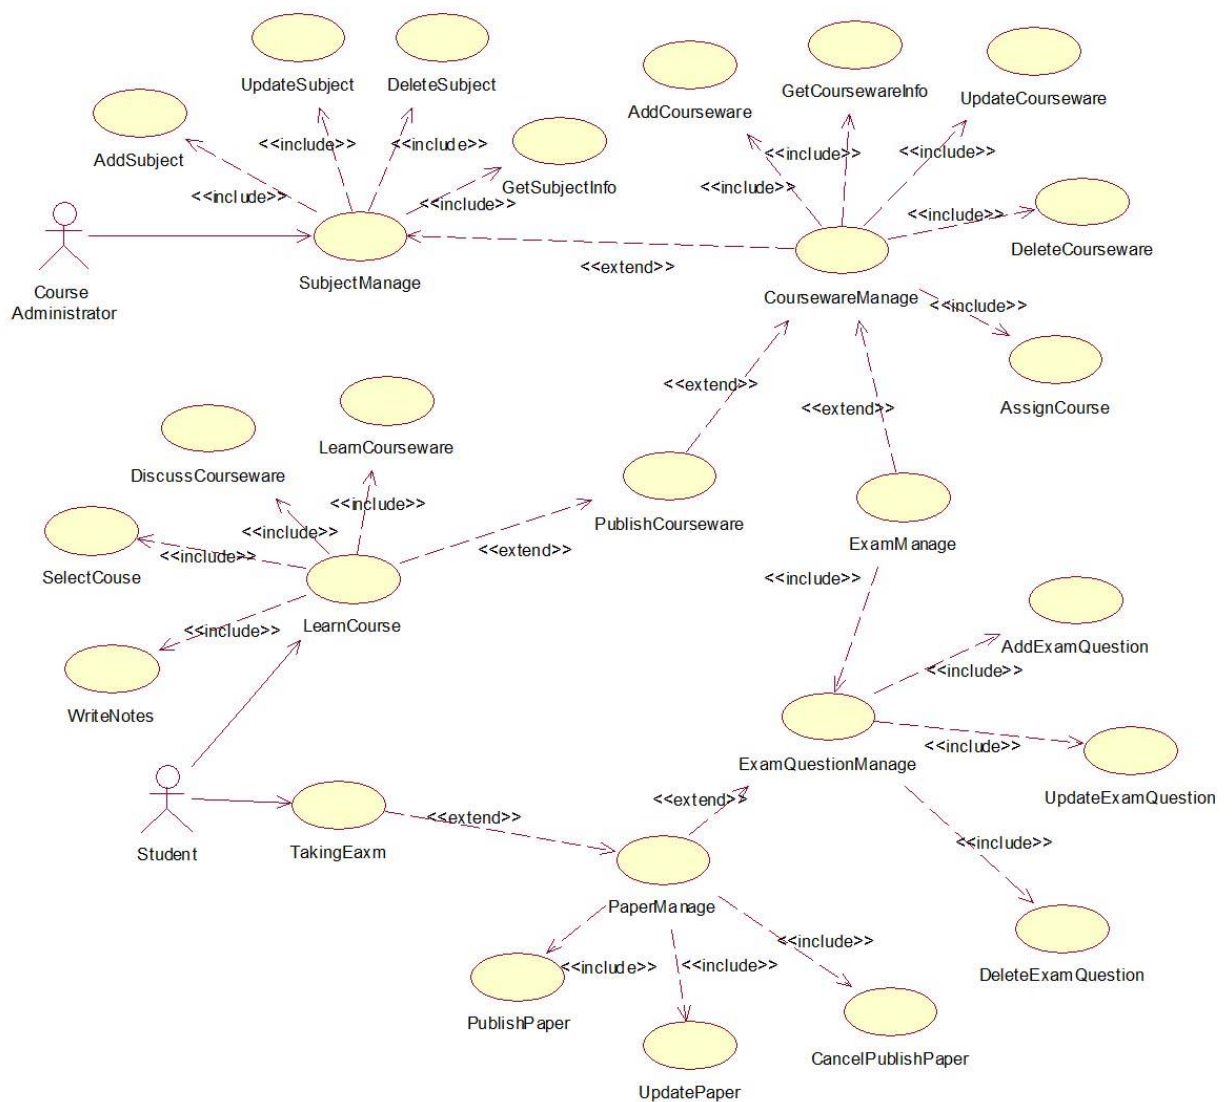 UpdateSubject
DeleteSubject
GetCoursewareInfo
UpdateCourseware
AddCourseware
AddSubject
<<include>>
<<include>>
<<include>>
<<include>>
GetSubjectInfo
<<include>>
<<include>>
<<include>>
<<include>>
<<include>>
DeleteCourseware
<<extend>>
SubjectManage
CoursewareManage
<<include>>
Course
Administrator
<<extend>>
<<extend>>
AssignCourse
LearnCourseware
DiscussCourseware
<<include>>
PublishCourseware
<<include>>
<<include>>
<<extend>>
ExamManage
SelectCouse
<<include>>
LearnCourse
<<include>>
AddExamQuestion
<<include>>
WriteNotes
<<include>>
ExamQuestionManage
<<extend>>
UpdateExamQuestion
<<extend>>
Student
TakingEaxm
<<include>>
PaperManage
<<include>>
<<include>>
<<include>>
DeleteExamQuestion
PublishPaper
CancelPublishPaper
UpdatePaper